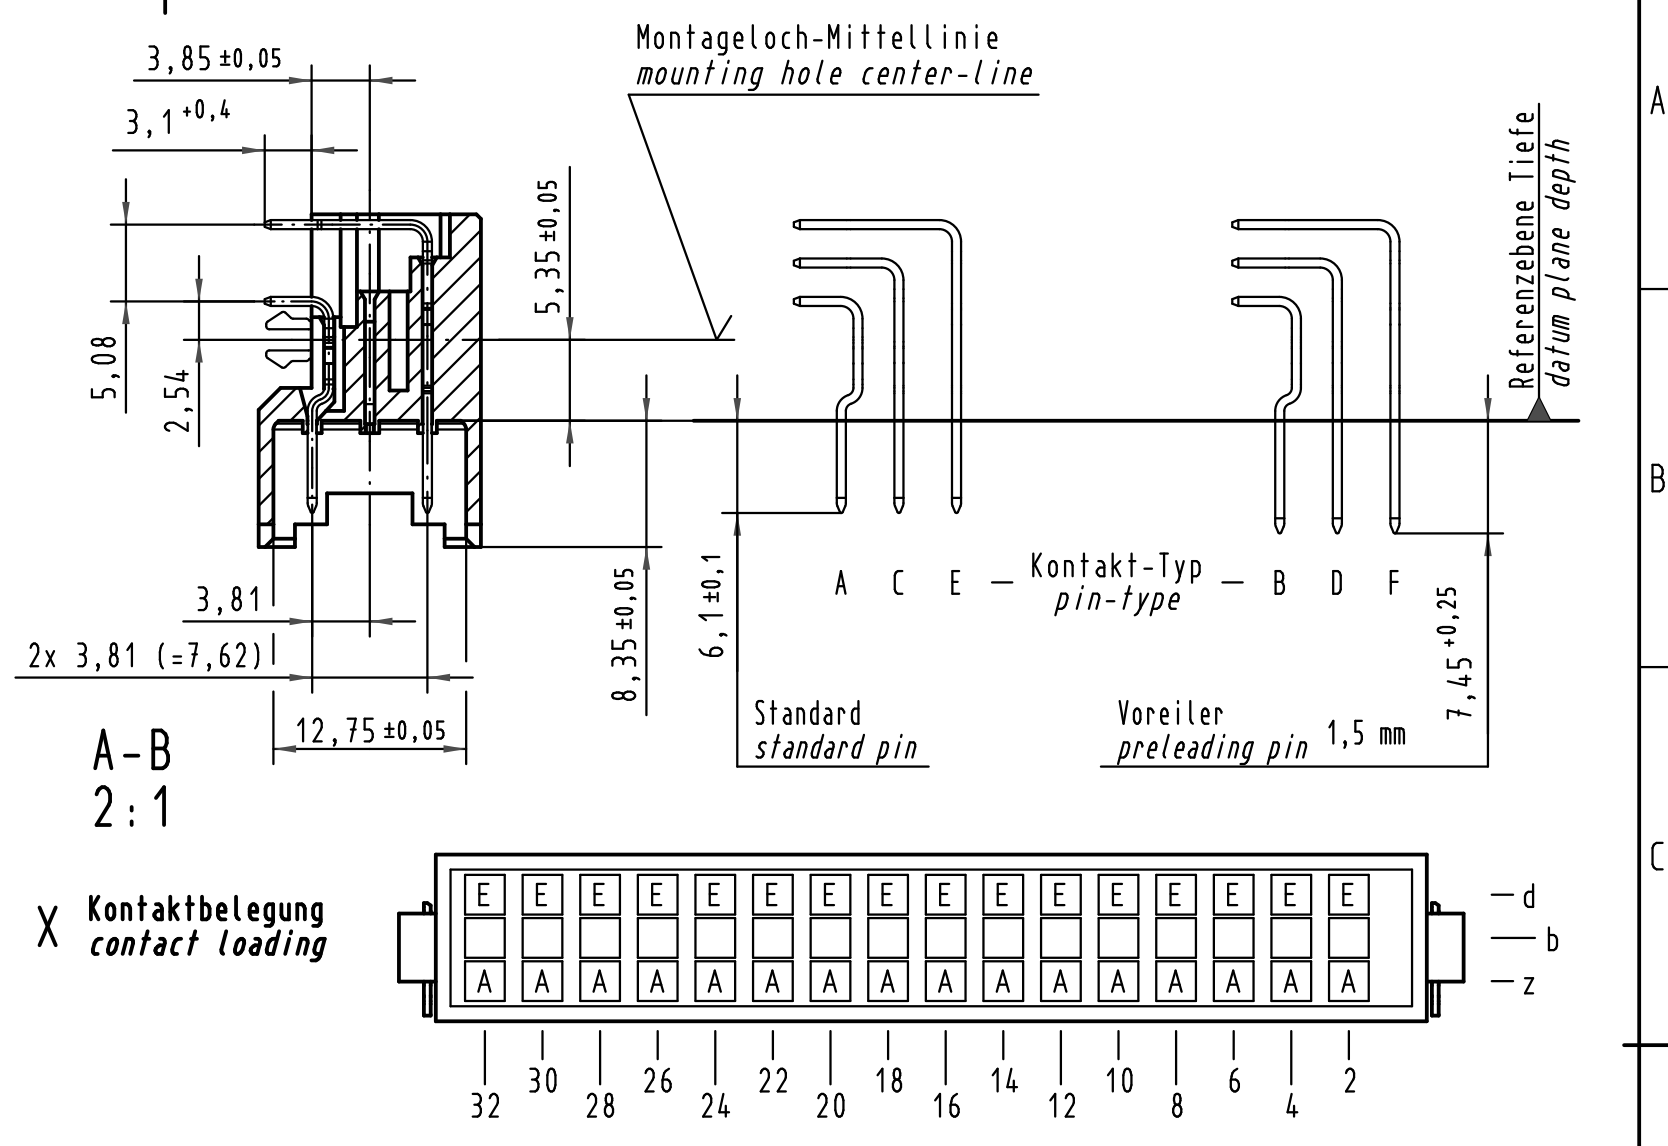 3,85 ±0,05
3,1 +0,4
Montageloch-Mittellinie
mounting hole center-line
A
5,35 ±0,05
Referenzebene Tiefe
datum plane depth
5,08
2,54
B
A C E – Kontakt-Typ – B D F
pin-type
3,81
2x 3,81 (=7,62)
12,75 ±0,05
8,35 ±0,05
6,1 ±0,1
7,45 +0,25
Standard
standard pin
Voreiler
preleading pin 1,5 mm
A-B
2:1
C
X Kontaktbelegung
contact loading
E E E E E E E E E E E E E E E E d
b
A A A A A A A A A A A A A A A A z
30 26 22 18 14 10 6 2
32 28 24 20 16 12 8 4